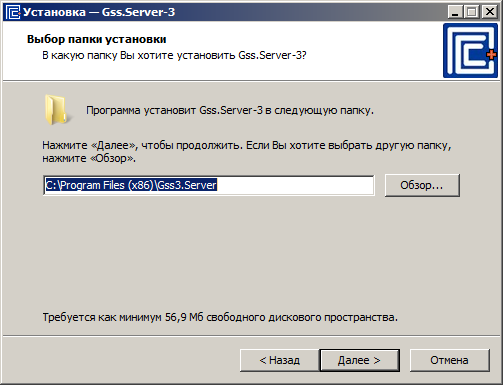 Установка — Gss.Server-3
Выбор папки установки
В какую папку Вы хотите установить Gss.Server-3?
Программа установит Gss.Server-3 в следующую папку.
Нажмите «Далее», чтобы продолжить. Если Вы хотите выбрать другую папку,
нажмите «Обзор».
C:\Program Files (x86)\Gss3.Server
Обзор...
Требуется как минимум 56,9 Мб свободного дискового пространства.
< Назад
Далее >
Отмена